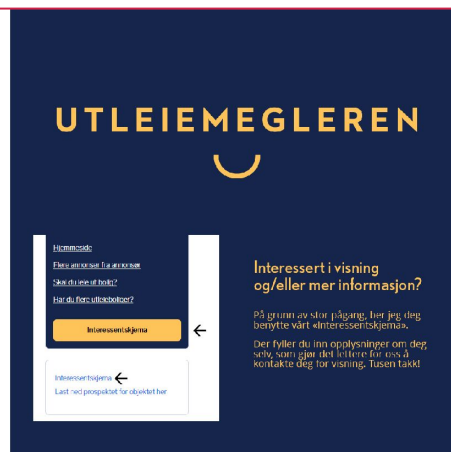 UTLEIEMEGLEREN
Hjemmeside
Flere annonser fra annonsør
Skal du leie ut bolig?
Har du flere utleieboliger?
Interessentskjema
Interessentskjema
Last ned prospektet for objektet her
Interessert i visning
og/eller mer informasjon?
På grunn av stor pågang, ber jeg deg
benytte vårt «Interessentskjema».
Der fyller du inn opplysninger om deg
selv, som gjør det lettere for oss å
kontakte deg for visning. Tusen takk!